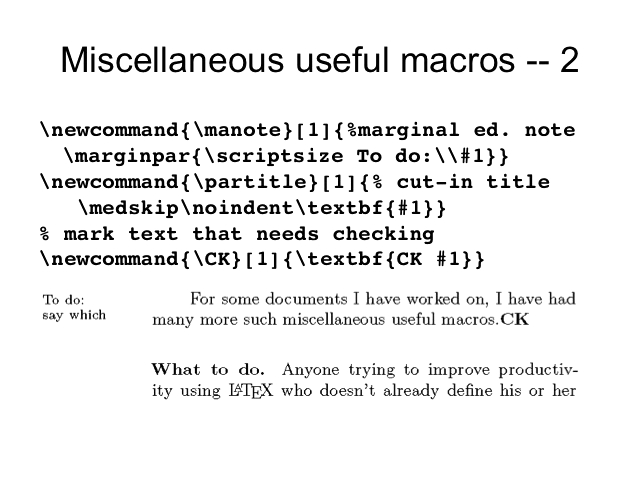 Miscellaneous useful macros -- 2
\newcommand{\manote}[1]{%marginal ed. note
\marginpar{\scriptsize To do:\\#1}}
\newcommand{\partitle}[1]{% cut-in title
\medskip\noindent\textbf{#1}}
% mark text that needs checking
\newcommand{\CK}[1]{\textbf{CK #1}}
To do:
say which
For some documents I have worked on, I have had
many more such miscellaneous useful macros.CK
What to do. Anyone trying to improve productiv-
ity using LATEX who doesn't already define his or her